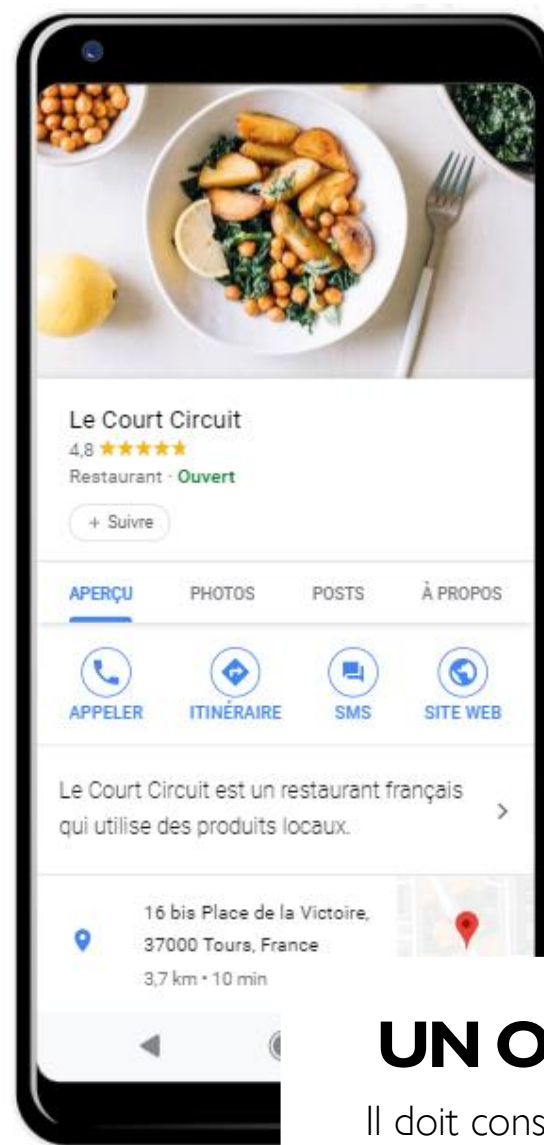 Le Court Circuit
4,8
Restaurant · Ouvert
+ Suivre
APERÇU PHOTOS POSTS À PROPOS
APPELER ITINÉRAIRE SMS SITE WEB
Le Court Circuit est un restaurant français
qui utilise des produits locaux.
16 bis Place de la Victoire,
37000 Tours, France
3,7 km • 10 min
UN O
Il doit cons